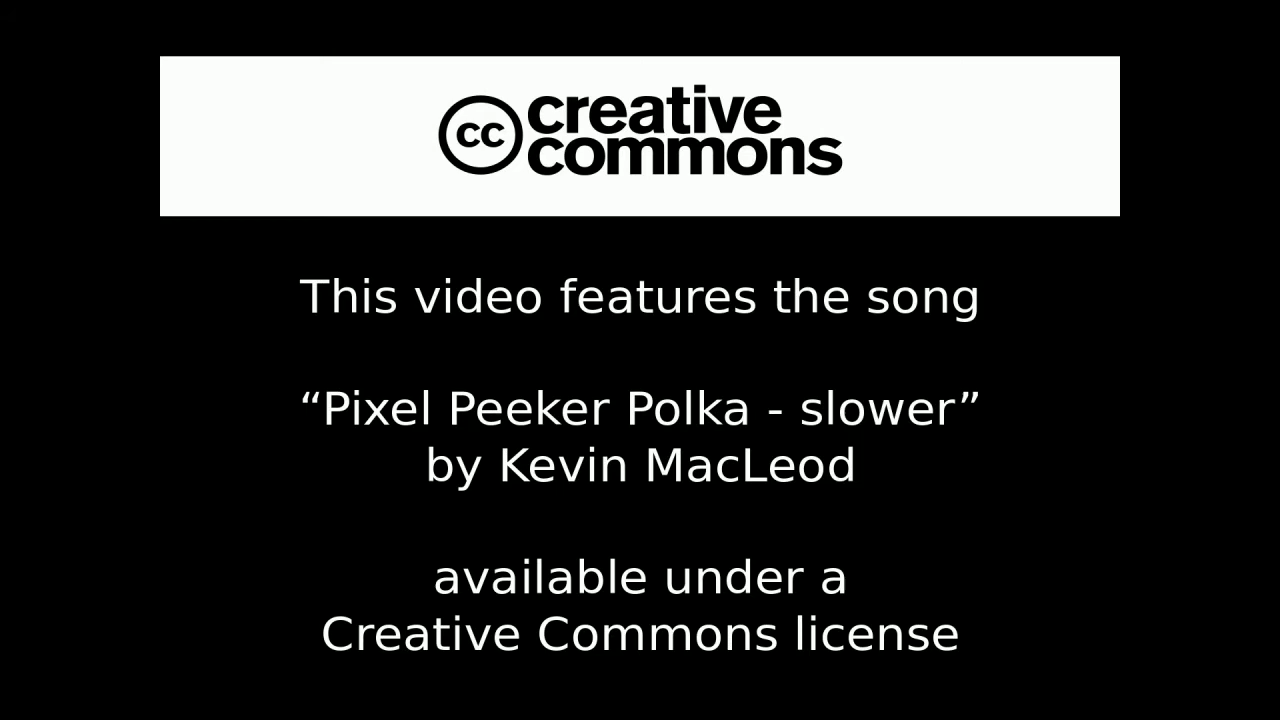 cc creative
commons
This video features the song
“Pixel Peeker Polka - slower”
by Kevin MacLeod
available under a
Creative Commons license